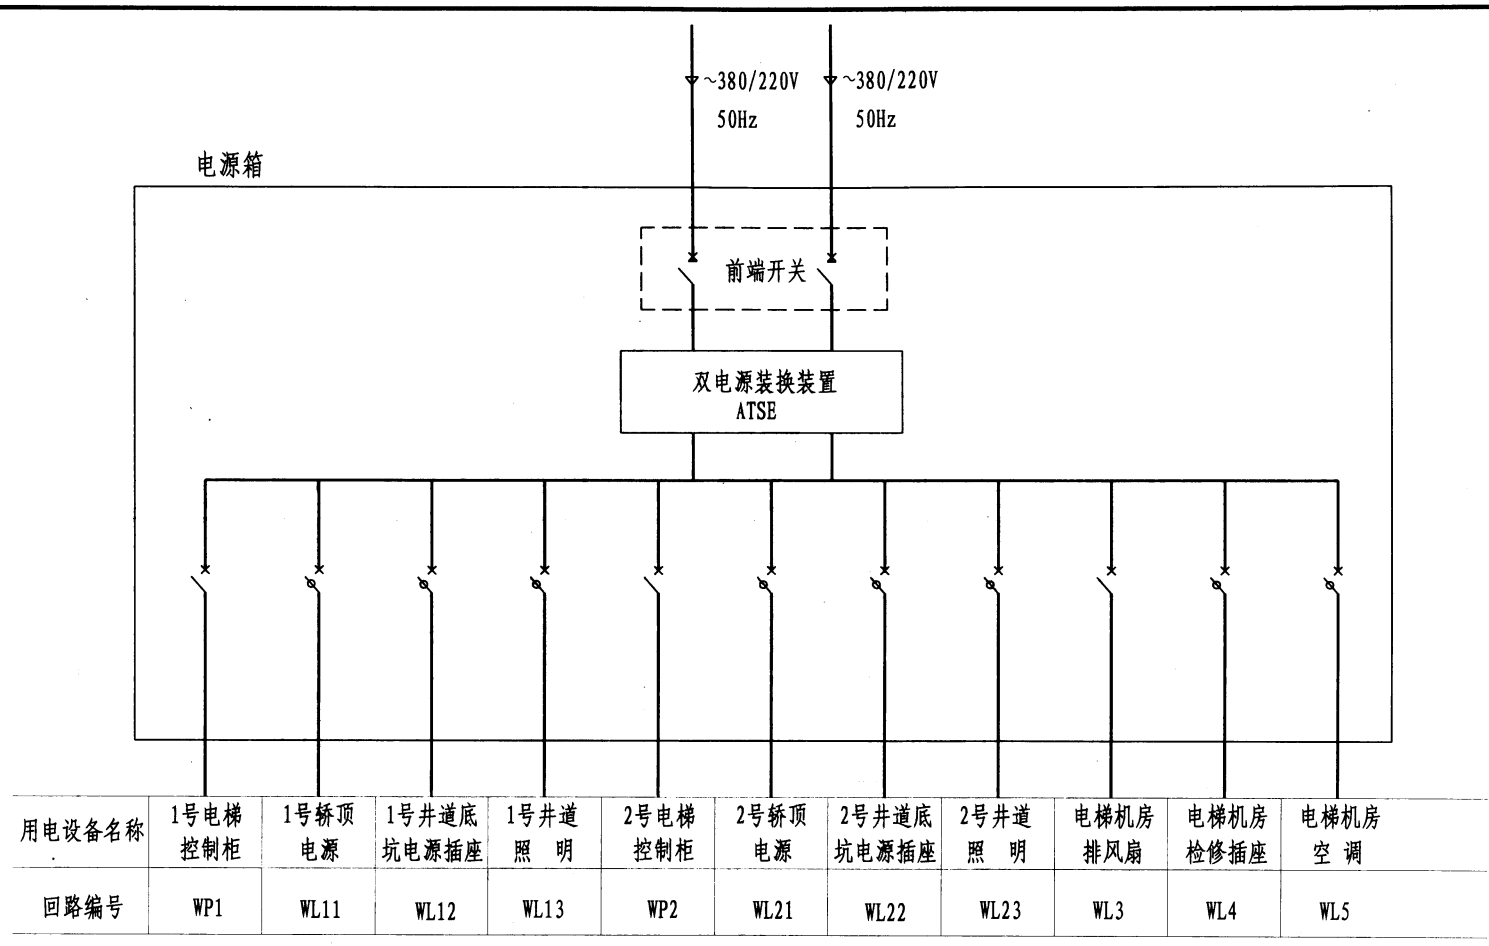 ~380/220V
50Hz
~380/220V
50Hz
电源箱
前端开关
双电源装换装置
ATSE
用电设备名称
1号电梯
控制柜
1号轿顶
电源
1号井道底
坑电源插座
1号井道
照 明
2号电梯
控制柜
2号轿顶
电源
2号井道底
坑电源插座
2号井道
照 明
电梯机房
排风扇
电梯机房
检修插座
电梯机房
空 调
回路编号
WP1
WL11
WL12
WL13
WP2
WL21
WL22
WL23
WL3
WL4
WL5